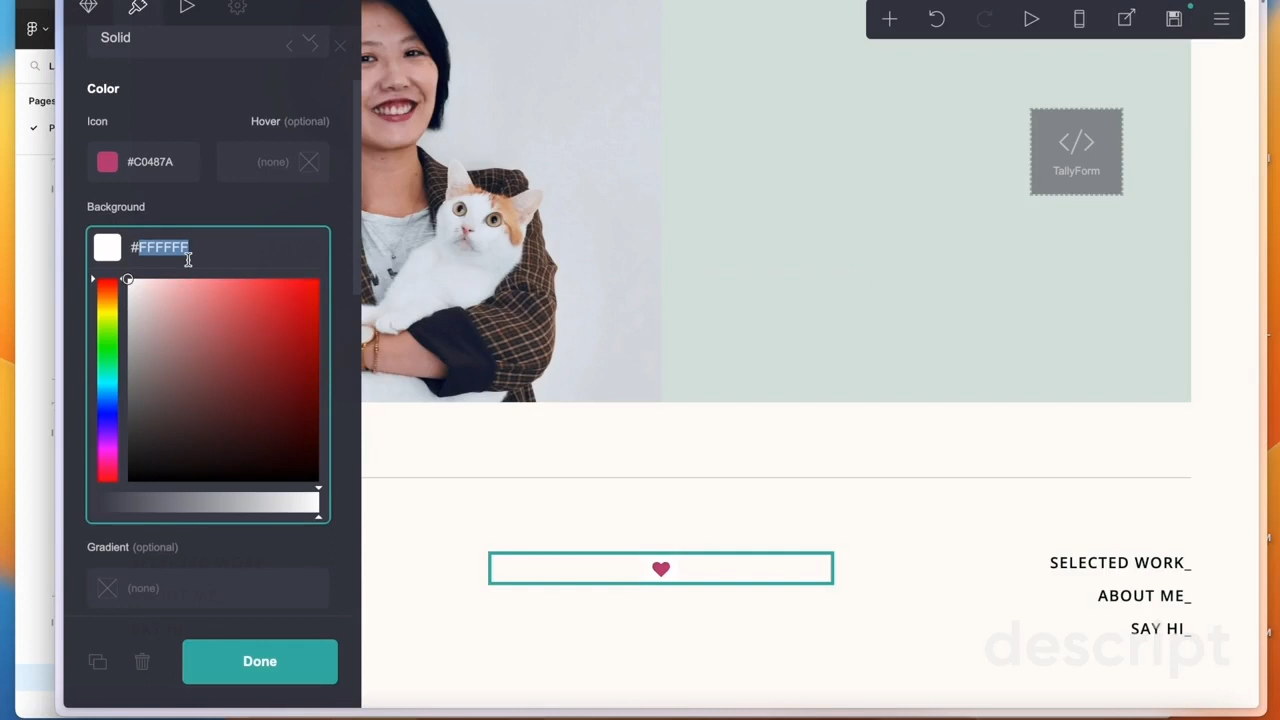 Solid
Color
Icon
Hover (optional)
#C0487A
(none)
Background
#FFFFFF
Gradient (optional)
(none)
Done
Pages
</>
TallyForm
SELECTED WORK_
ABOUT ME_
SAY HI_
descript